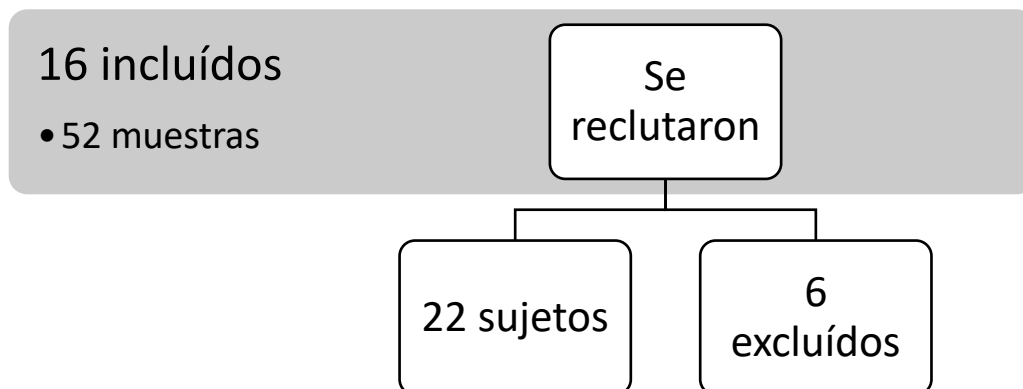 16 incluídos
• 52 muestras
Se
reclutaron
22 sujetos
6
excluídos